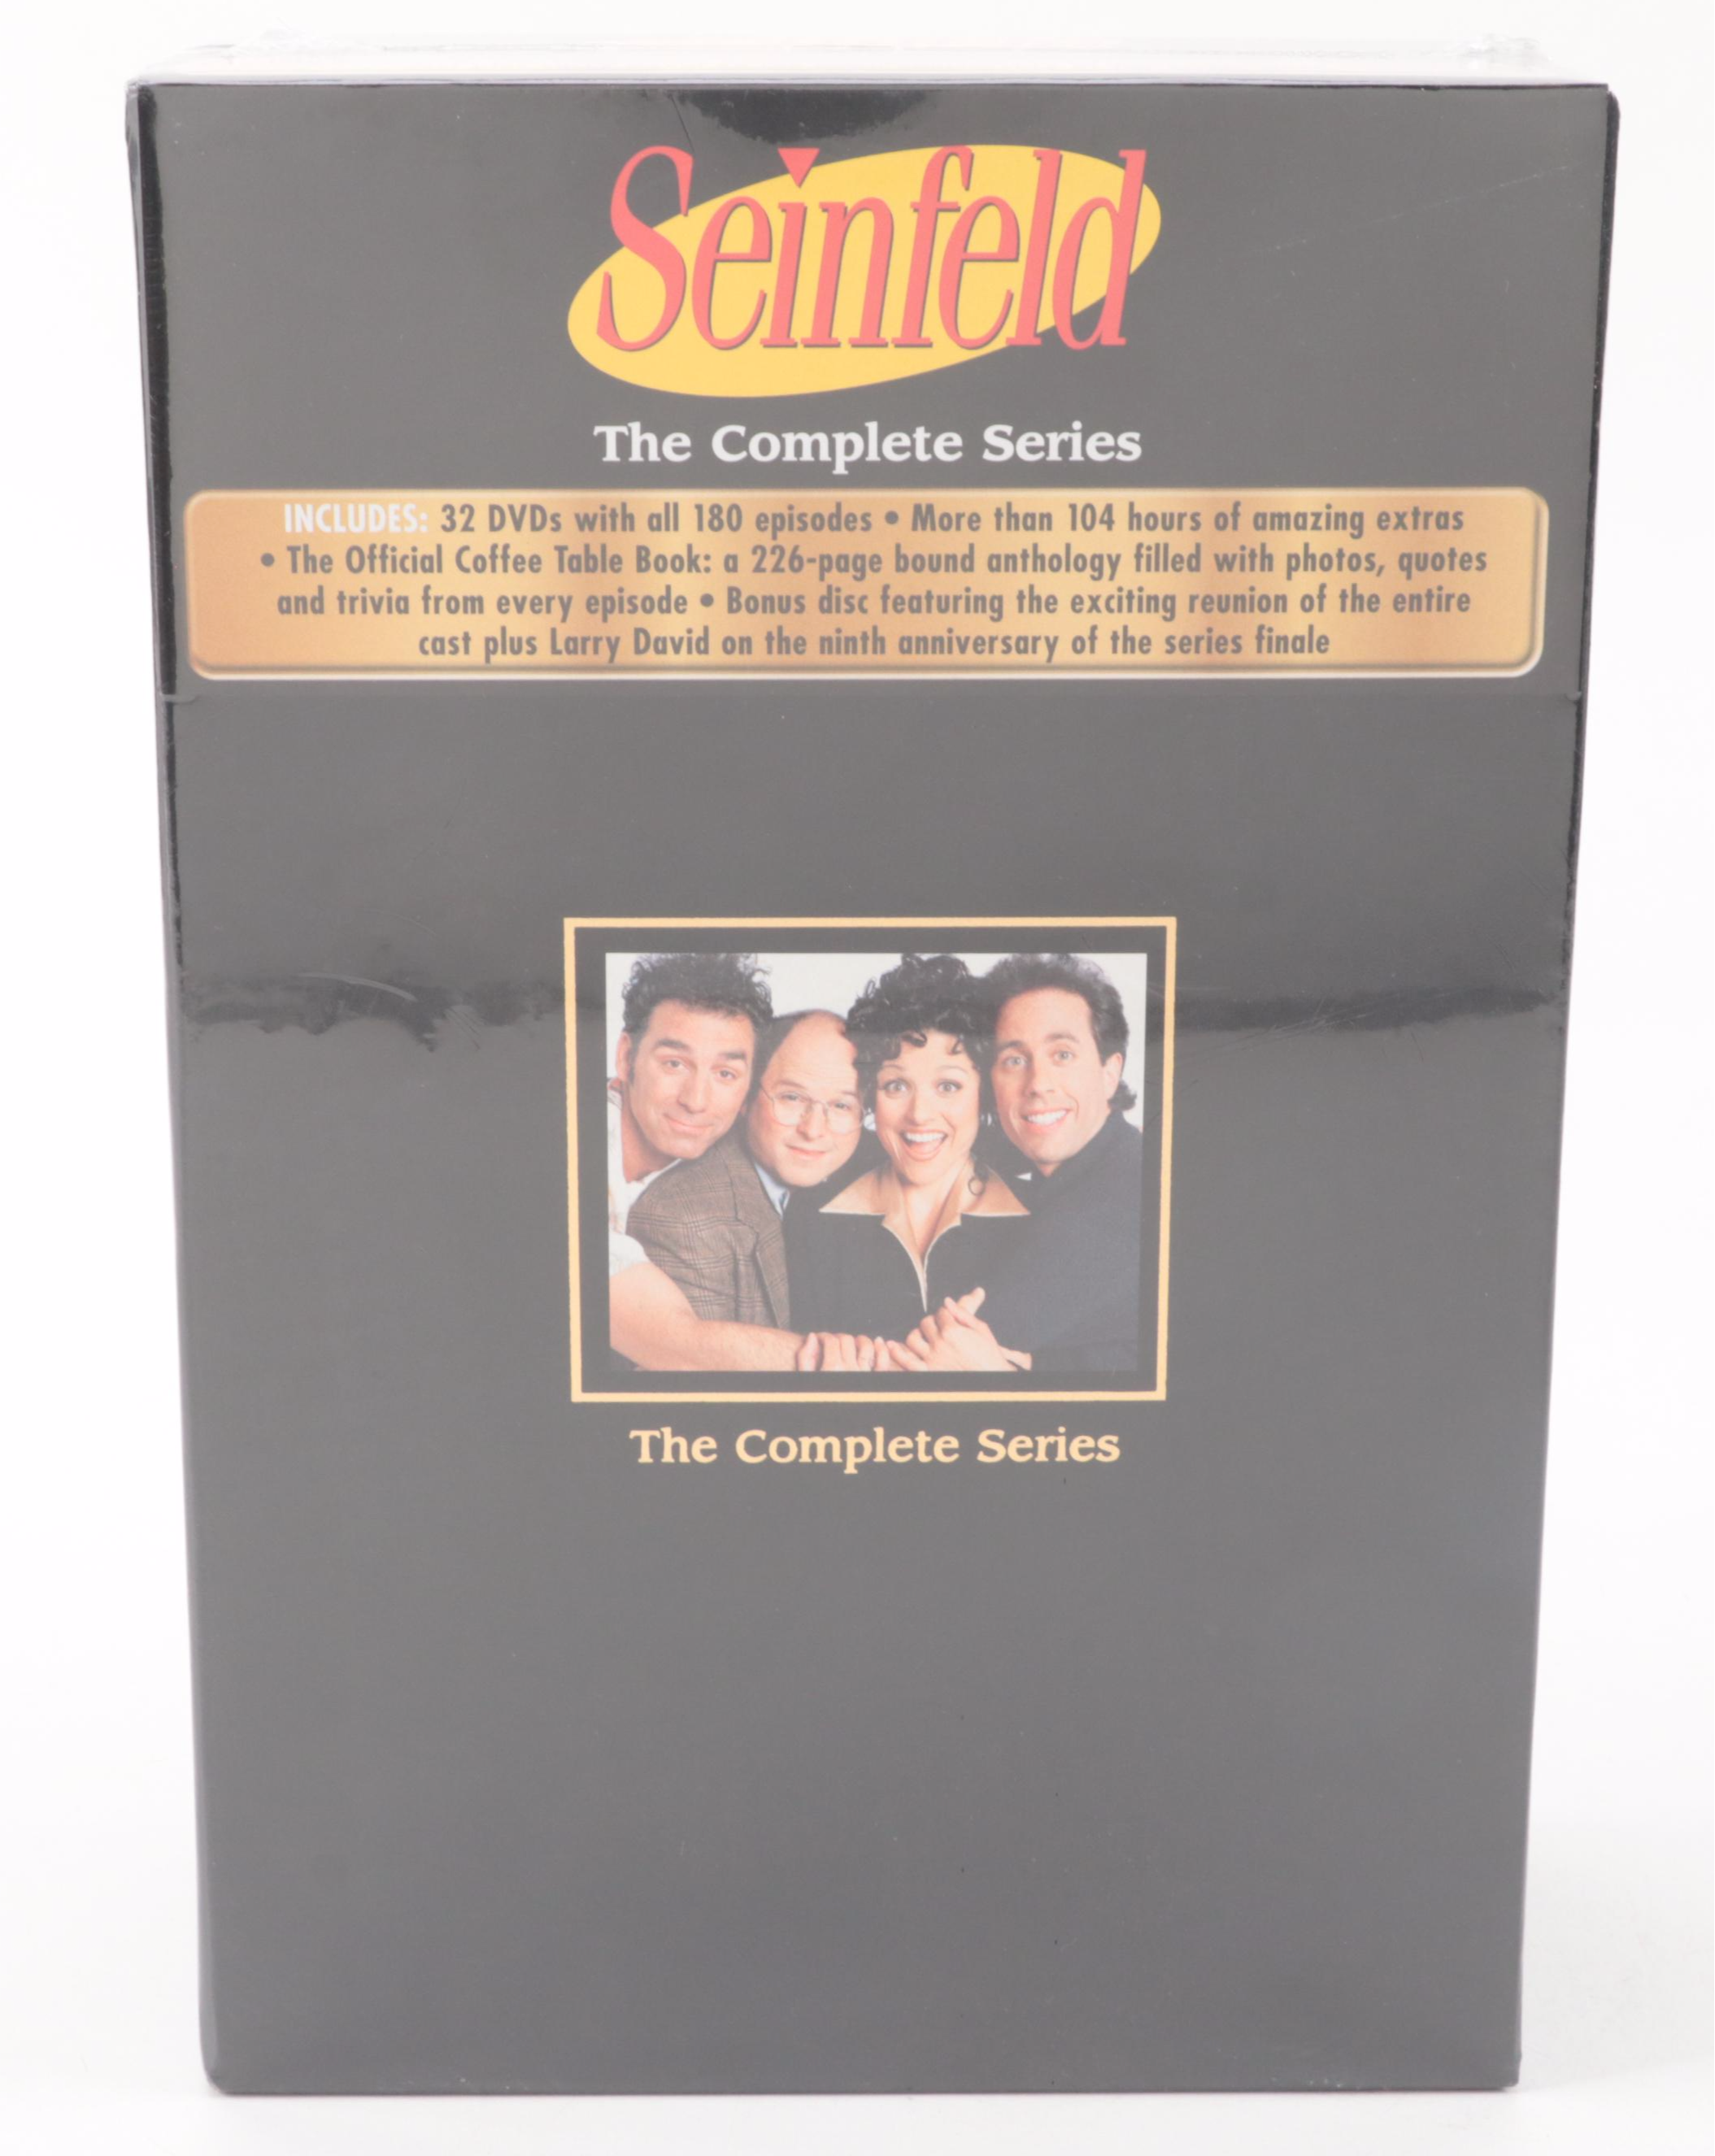 Seinfeld
The Complete Series
INCLUDES: 32 DVDs with all 180 episodes • More than 104 hours of amazing extras
• The Official Coffee Table Book: a 226-page bound anthology filled with photos, quotes
and trivia from every episode • Bonus disc featuring the exciting reunion of the entire
cast plus Larry David on the ninth anniversary of the series finale
The Complete Series